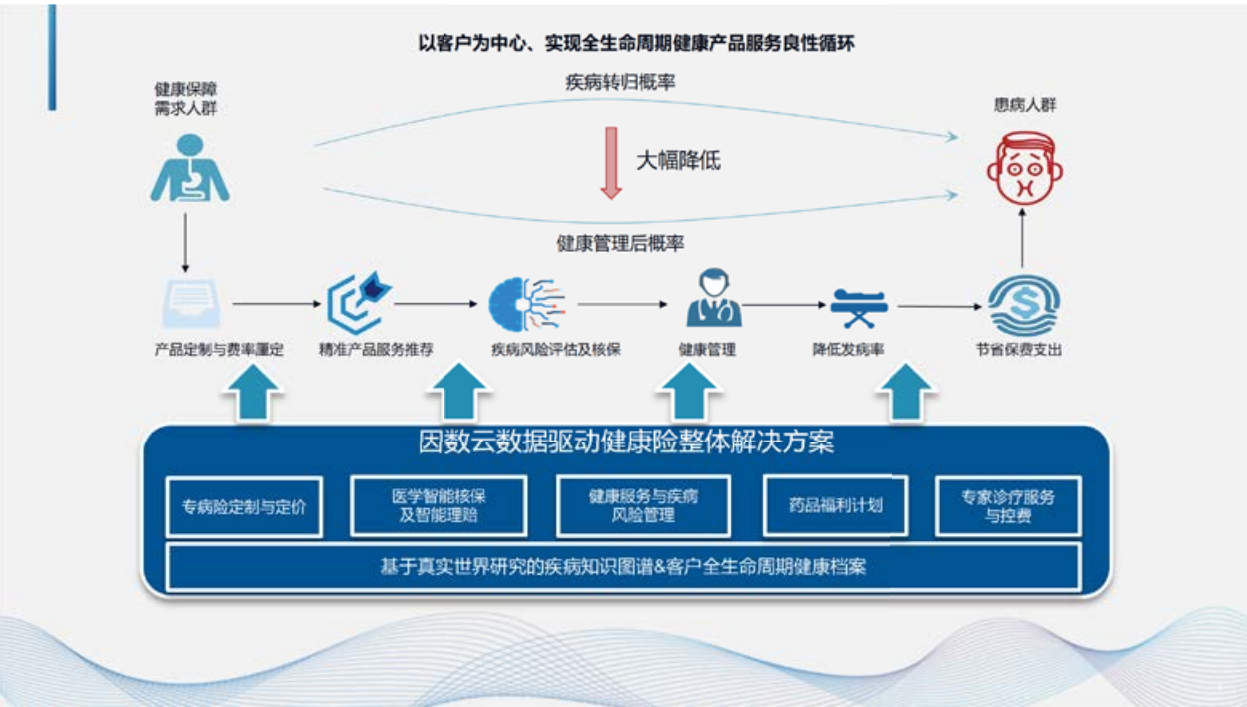 以客户为中心、实现全生命周期健康产品服务良性循环
疾病转归概率
健康保障
需求人群
患病人群
大幅降低
健康管理后概率
产品定制与费率厘定
精准产品服务推荐
疾病风险评估及核保
健康管理
降低发病率
节省保费支出
因数云数据驱动健康险整体解决方案
专病险定制与定价
医学智能核保
及智能理赔
健康服务与疾病
风险管理
药品福利计划
专家诊疗服务
与控费
基于真实世界研究的疾病知识图谱&客户全生命周期健康档案